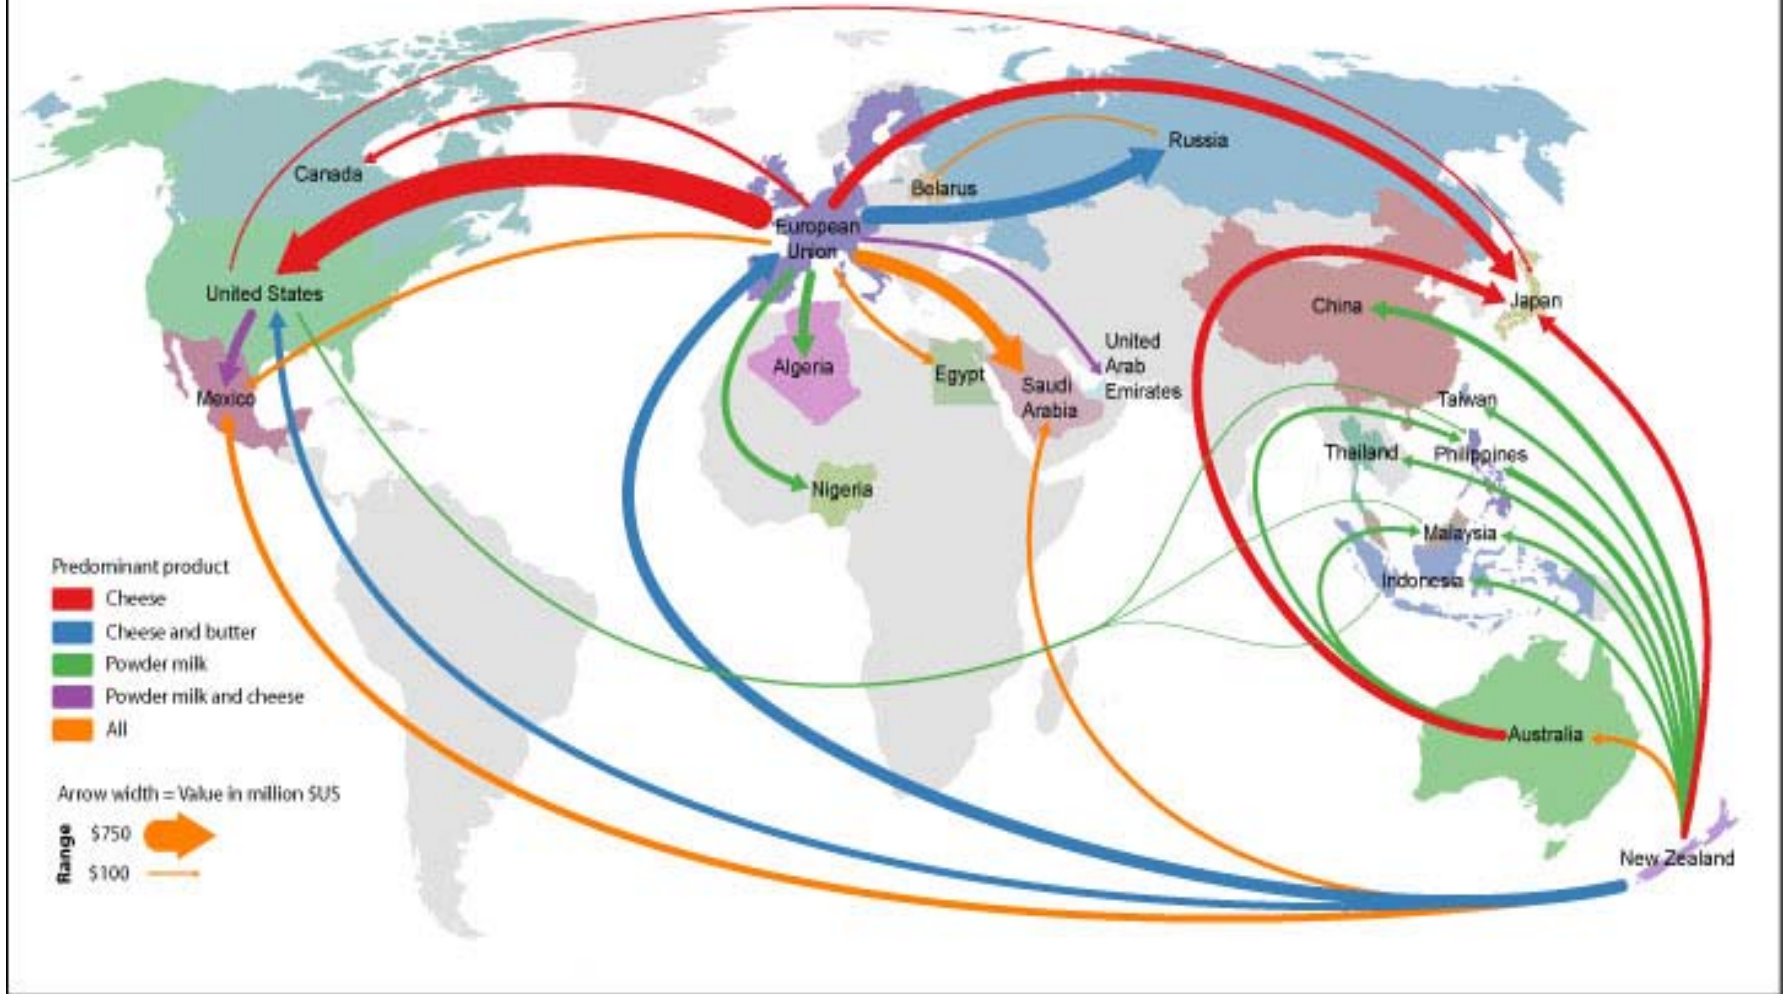 Canada
Russia
Belarus
European
Union
United States
China
Japan
United
Arab
Emirates
Algeria
Egypt
Saudi
Arabia
Mexico
Taiwan
Thailand
Philippines
Nigeria
Malaysia
Indonesia
Australia
New Zealand
Predominant product
Cheese
Cheese and butter
Powder milk
Powder milk and cheese
All
Arrow width = Value in million $US
Range
$750
$100